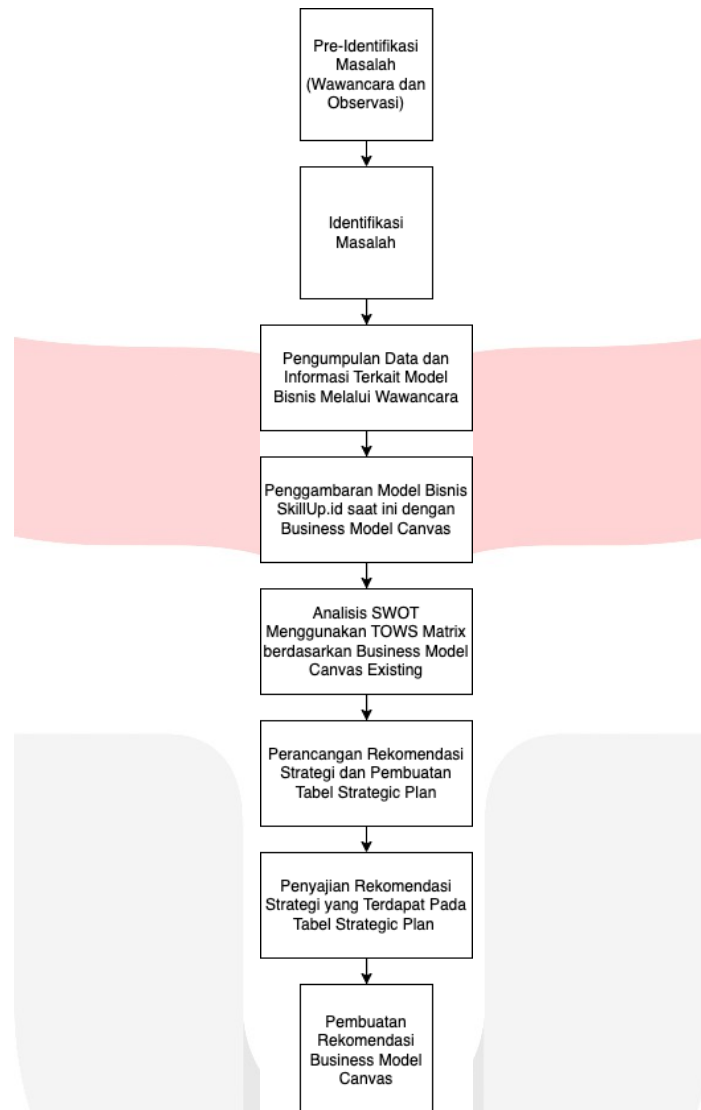 Pre-Identifikasi
Masalah
(Wawancara dan
Observasi)
Identifikasi
Masalah
Pengumpulan Data dan
Informasi Terkait Model
Bisnis Melalui Wawancara
Penggambaran Model Bisnis
SkillUp.id saat ini dengan
Business Model Canvas
Analisis SWOT
Menggunakan TOWS Matrix
berdasarkan Business Model
Canvas Existing
Perancangan Rekomendasi
Strategi dan Pembuatan
Tabel Strategic Plan
Penyajian Rekomendasi
Strategi yang Terdapat Pada
Tabel Strategic Plan
Pembuatan
Rekomendasi
Business Model
Canvas